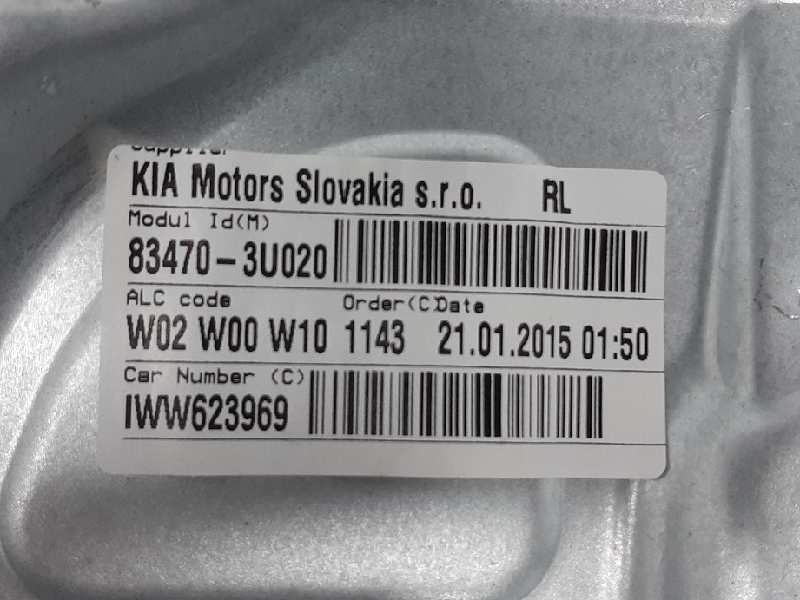 Supplier
KIA Motors Slovakia s.r.o. RL
Modul Id(M)
83470-3U020
ALC code Order(C)Date
W02 W00 W10 1143 21.01.2015 01:50
Car Number (C)
IWW623969